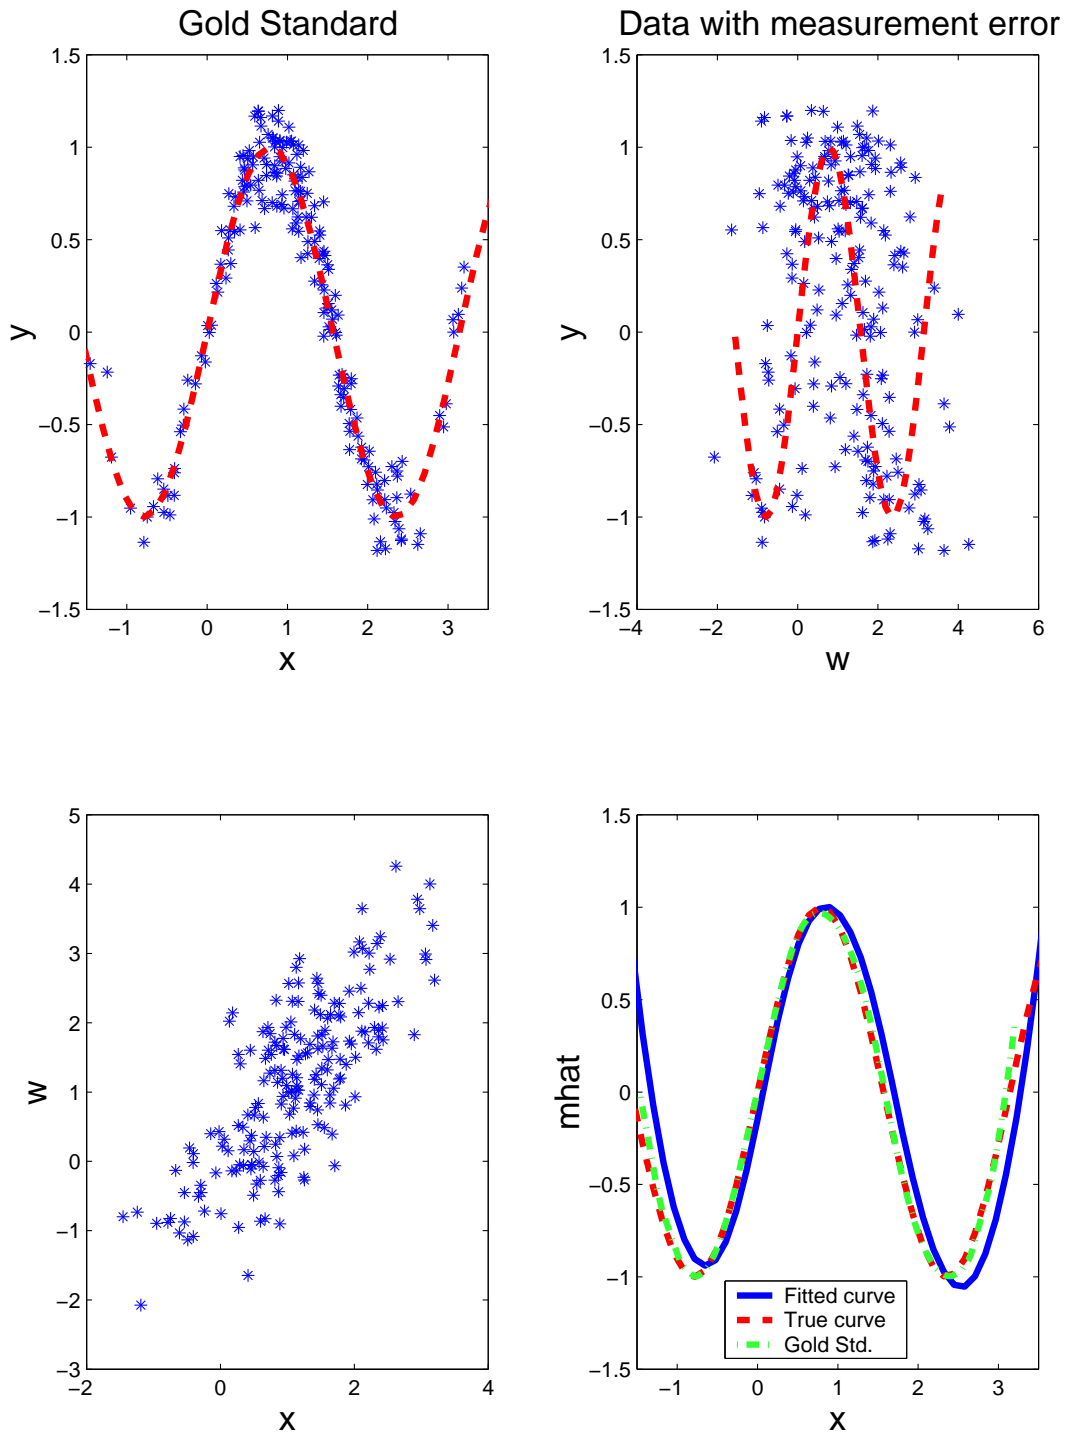 Gold Standard
1.5
1
0.5
0
−0.5
−1
−1.5
y
−1 0 1 2 3
x
Data with measurement error
1.5
1
0.5
0
−0.5
−1
−1.5
y
−4 −2 0 2 4 6
w
5
4
3
2
1
0
−1
−2
−3
w
−2 0 2 4
x
1.5
1
0.5
0
−0.5
−1
−1.5
mhat
Fitted curve
True curve
Gold Std.
−1 0 1 2 3
x